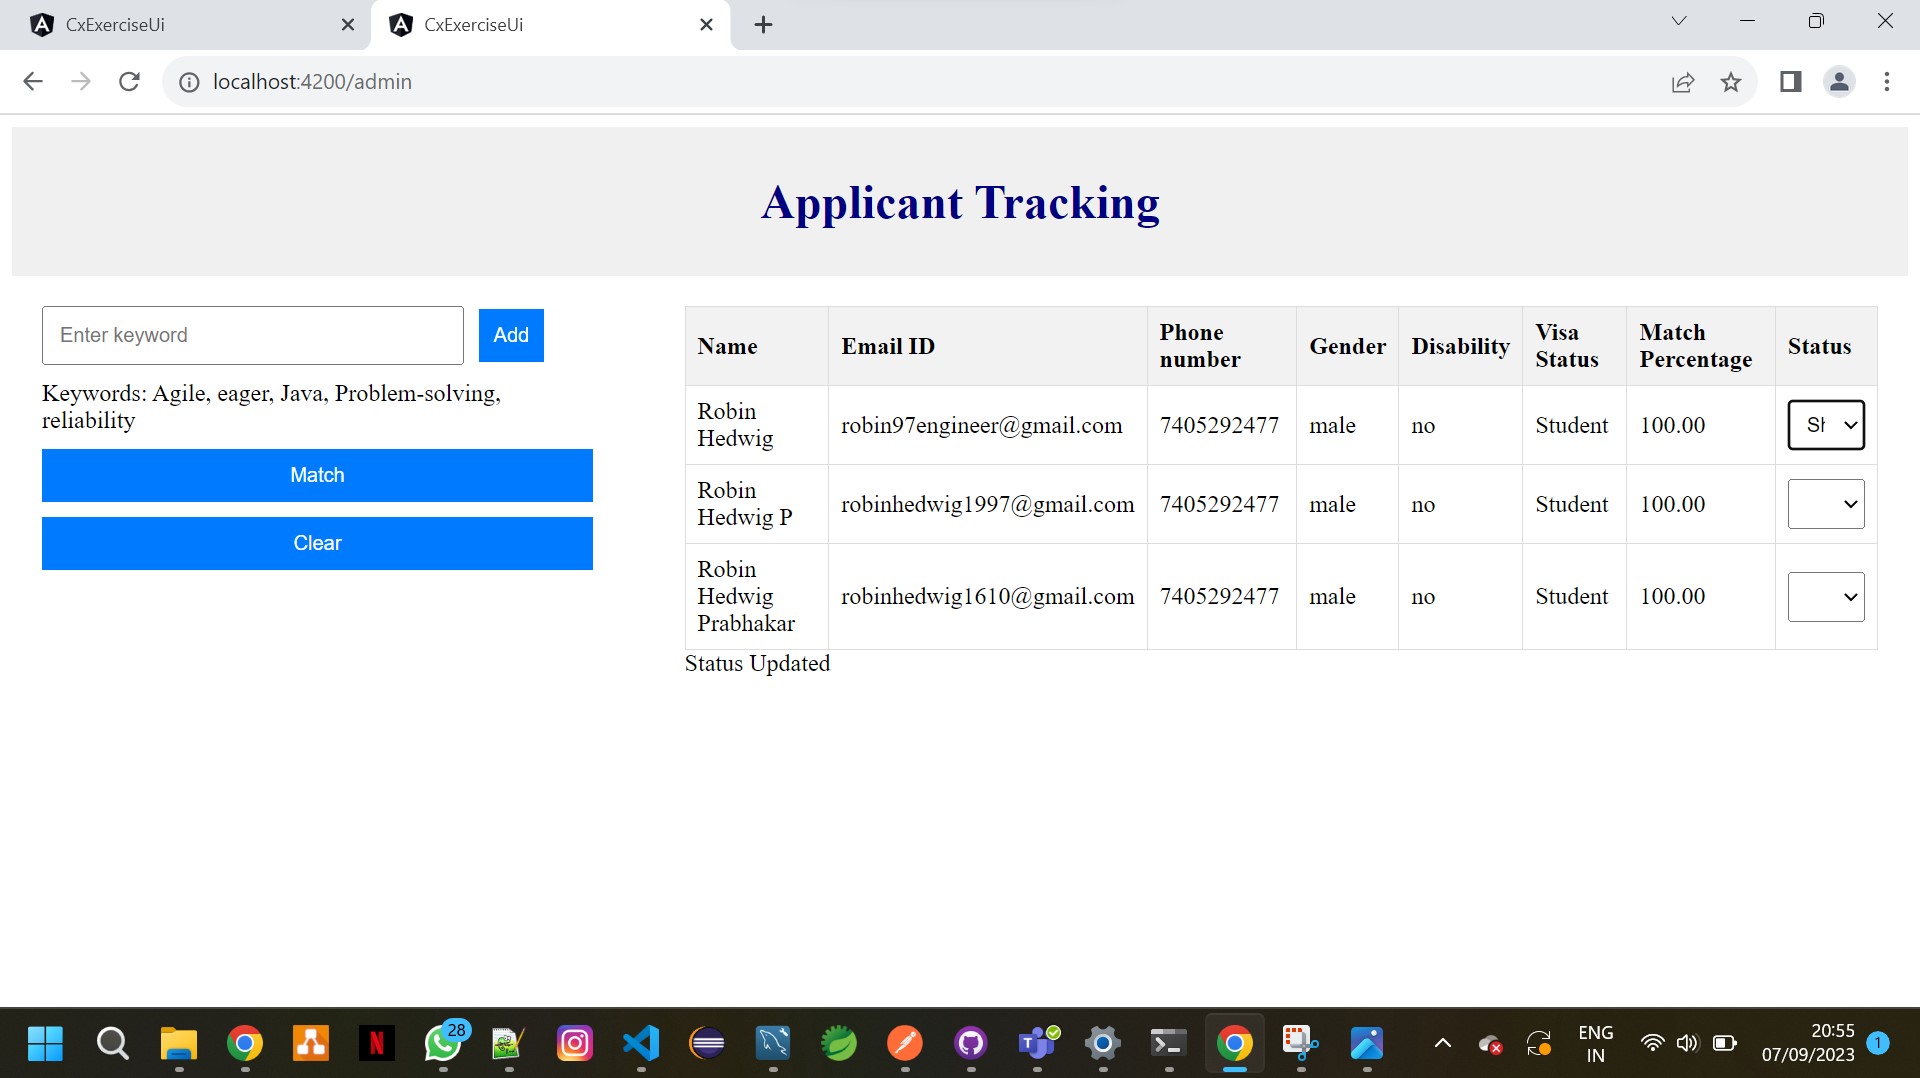 CxExerciseUi
CxExerciseUi
localhost:4200/admin
Applicant Tracking
Enter keyword
Add
Keywords: Agile, eager, Java, Problem-solving,
reliability
Match
Clear
Name Email ID Phone number Gender Disability Visa Status Match Percentage Status
Robin Hedwig robin97engineer@gmail.com 7405292477 male no Student 100.00
Robin Hedwig P robinhedwig1997@gmail.com 7405292477 male no Student 100.00
Robin Hedwig Prabhakar robinhedwig1610@gmail.com 7405292477 male no Student 100.00
Status Updated
28
ENG
IN
20:55
07/09/2023
1